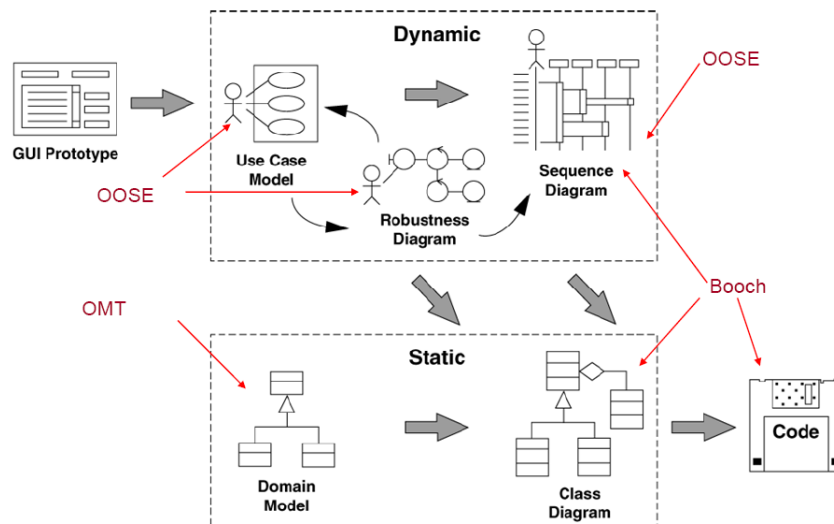 Dynamic
OOSE
GUI Prototype
Use Case
Model
Sequence
Diagram
OOSE
Robustness
Diagram
Booch
OMT
Static
Code
Domain
Model
Class
Diagram